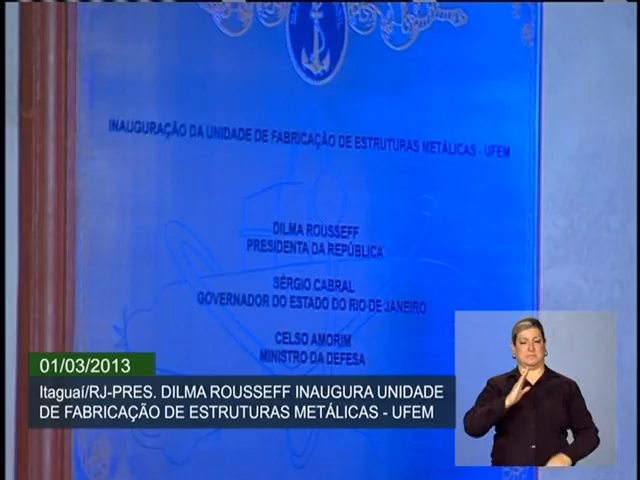 INAUGURAÇÃO DA UNIDADE DE FABRICAÇÃO DE ESTRUTURAS METÁLICAS - UFEM
DILMA ROUSSEFF
PRESIDENTA DA REPÚBLICA
SÉRGIO CABRAL
GOVERNADOR DO ESTADO DO RIO DE JANEIRO
CELSO AMORIM
MINISTRO DA DEFESA
01/03/2013
Itaguaí/RJ-PRES. DILMA ROUSSEFF INAUGURA UNIDADE
DE FABRICAÇÃO DE ESTRUTURAS METÁLICAS - UFEM